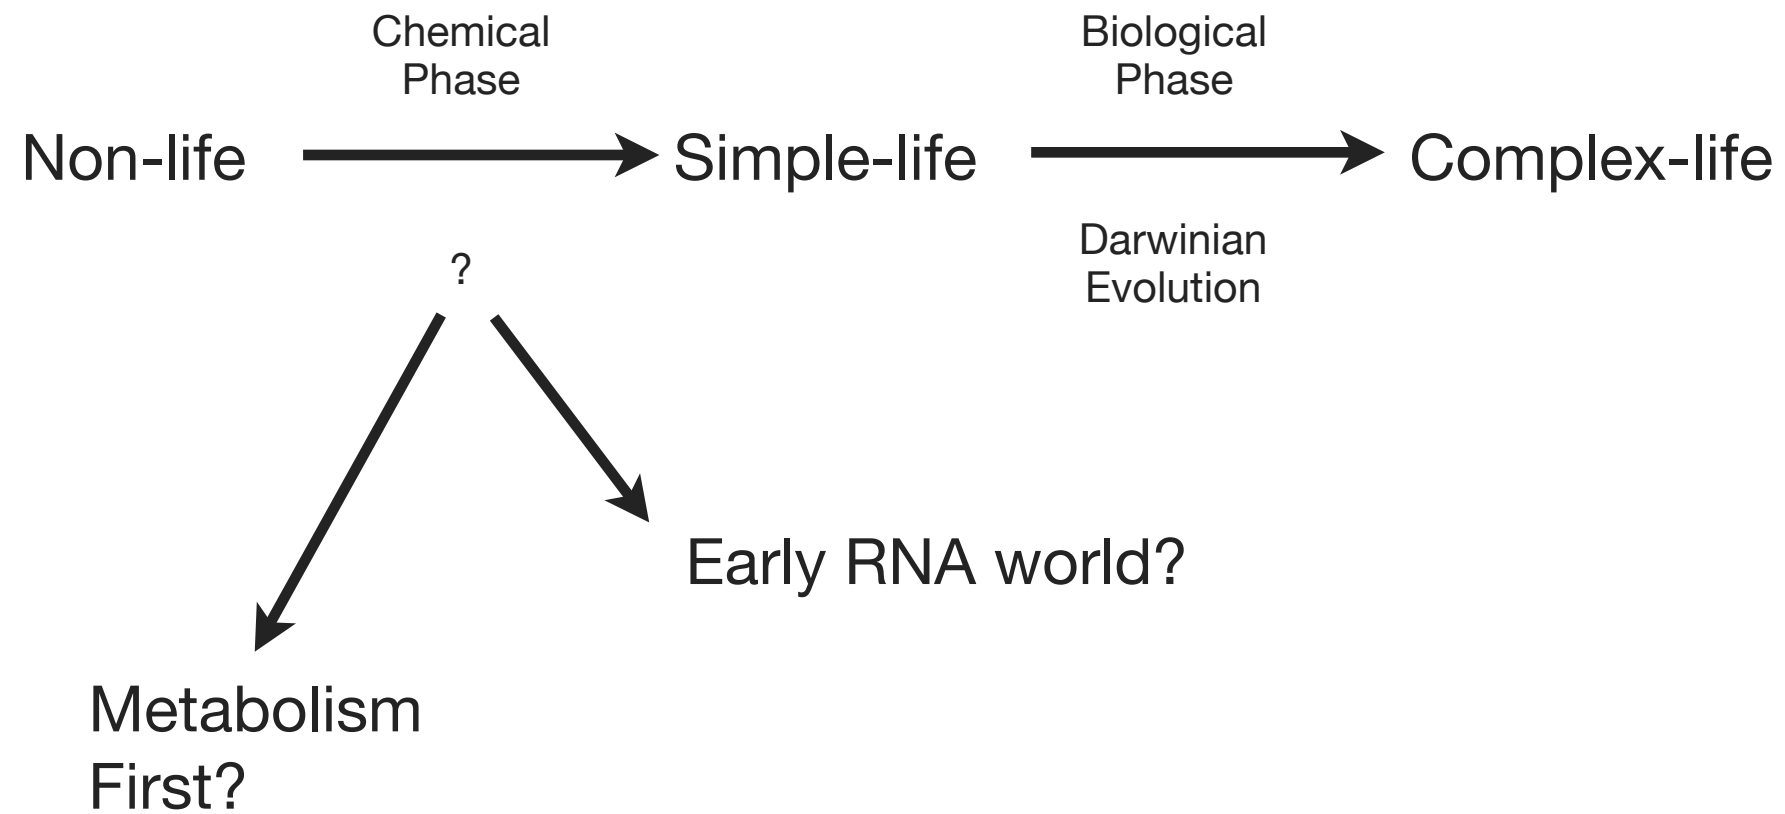 Chemical
Phase
Biological
Phase
Non-life
Simple-life
Complex-life
?
Darwinian
Evolution
Early RNA world?
Metabolism
First?